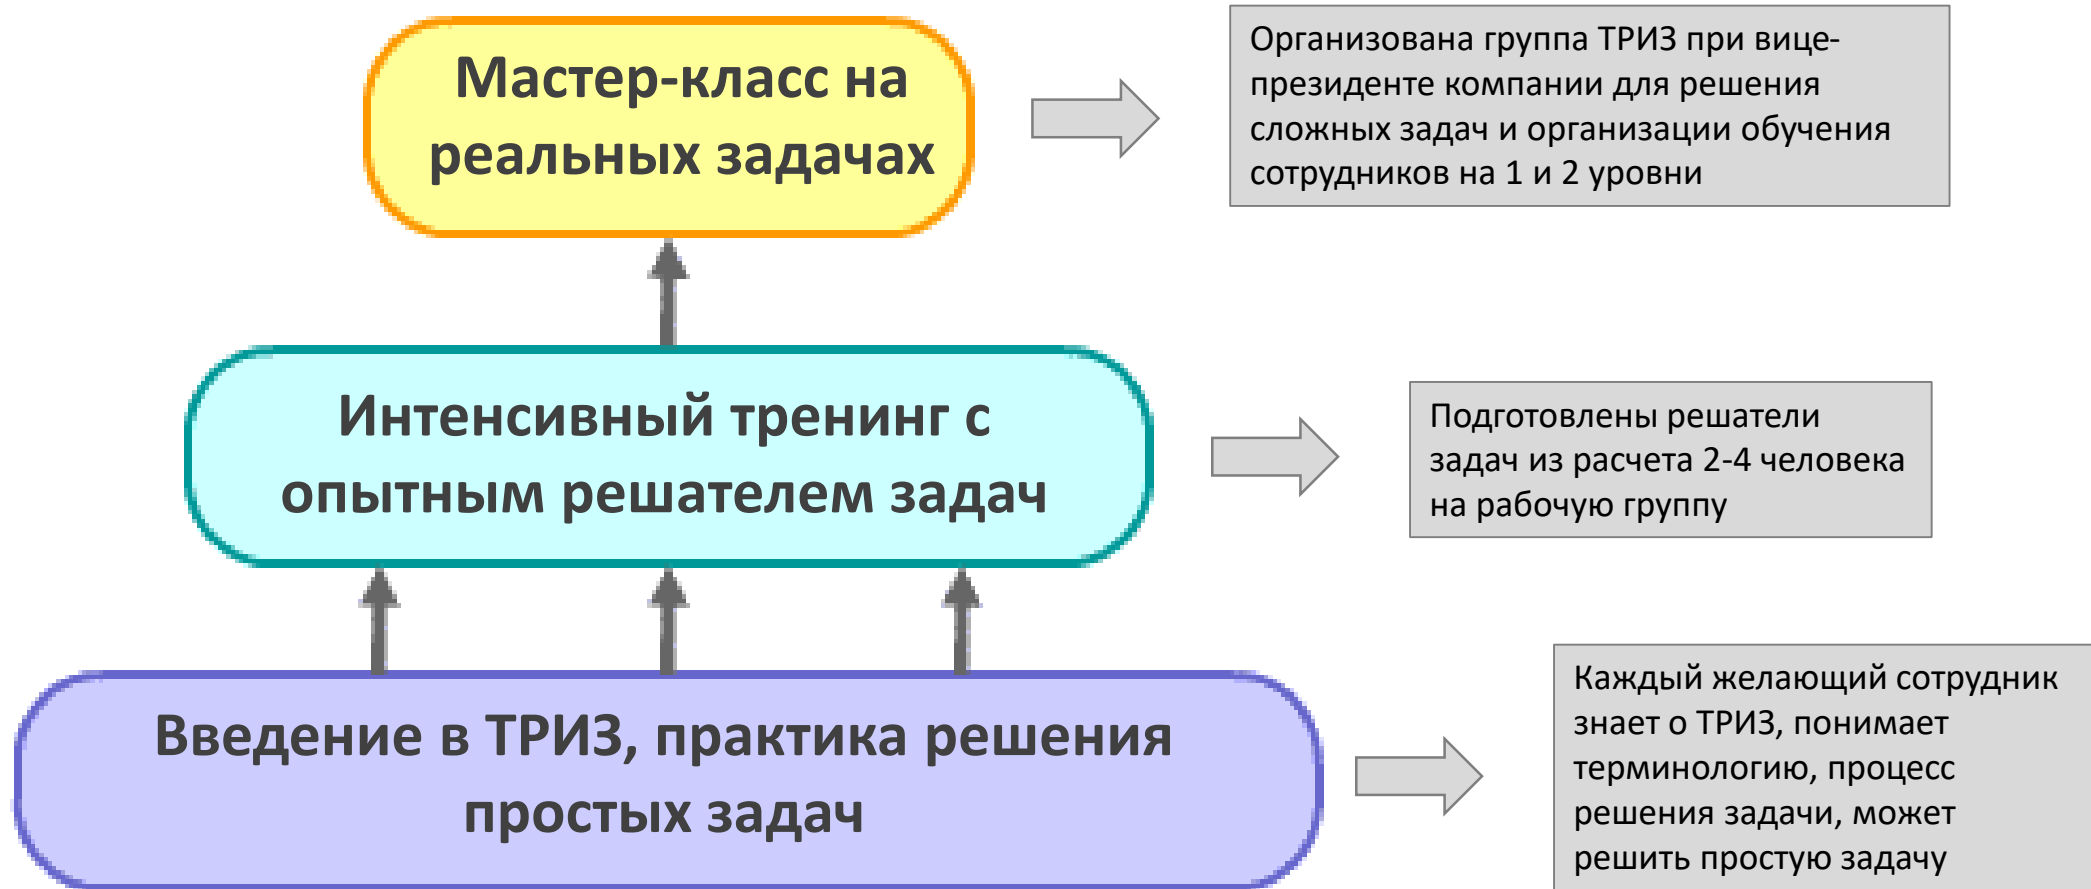 Мастер-класс на
реальных задачах
Организована группа ТРИЗ при вице-
президенте компании для решения
сложных задач и организации обучения
сотрудников на 1 и 2 уровни
Интенсивный тренинг с
опытным решателем задач
Подготовлены решатели
задач из расчета 2-4 человека
на рабочую группу
Введение в ТРИЗ, практика решения
простых задач
Каждый желающий сотрудник
знает о ТРИЗ, понимает
терминологию, процесс
решения задачи, может
решить простую задачу